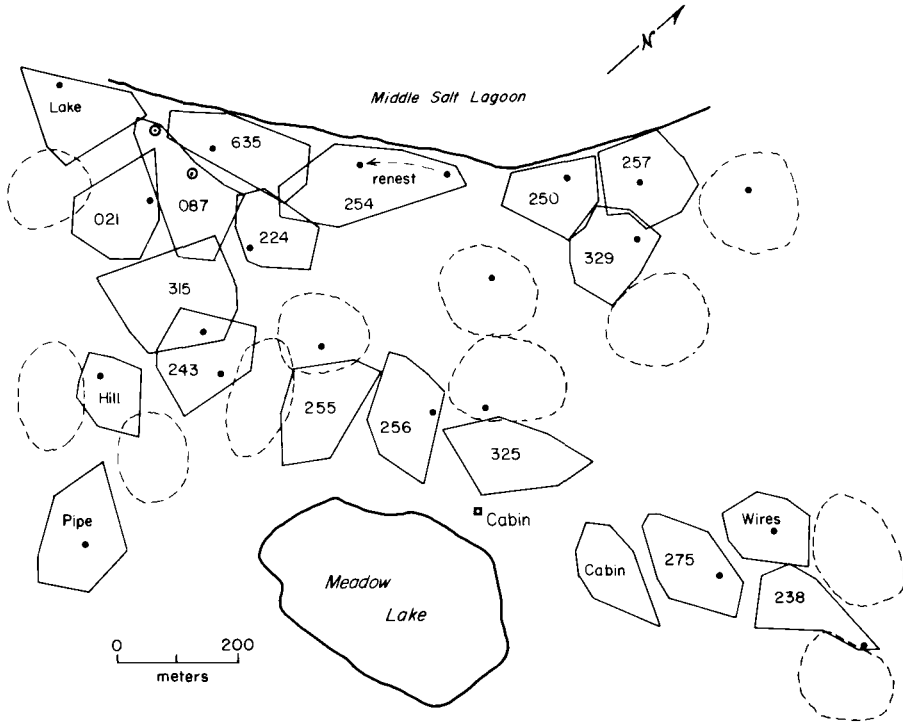 N
Middle Salt Lagoon
Lake
635
257
renest
250
254
021
087
224
329
315
243
Hill
255
256
325
Pipe
Cabin
Wires
275
Cabin
Meadow
238
Lake
0 200
meters